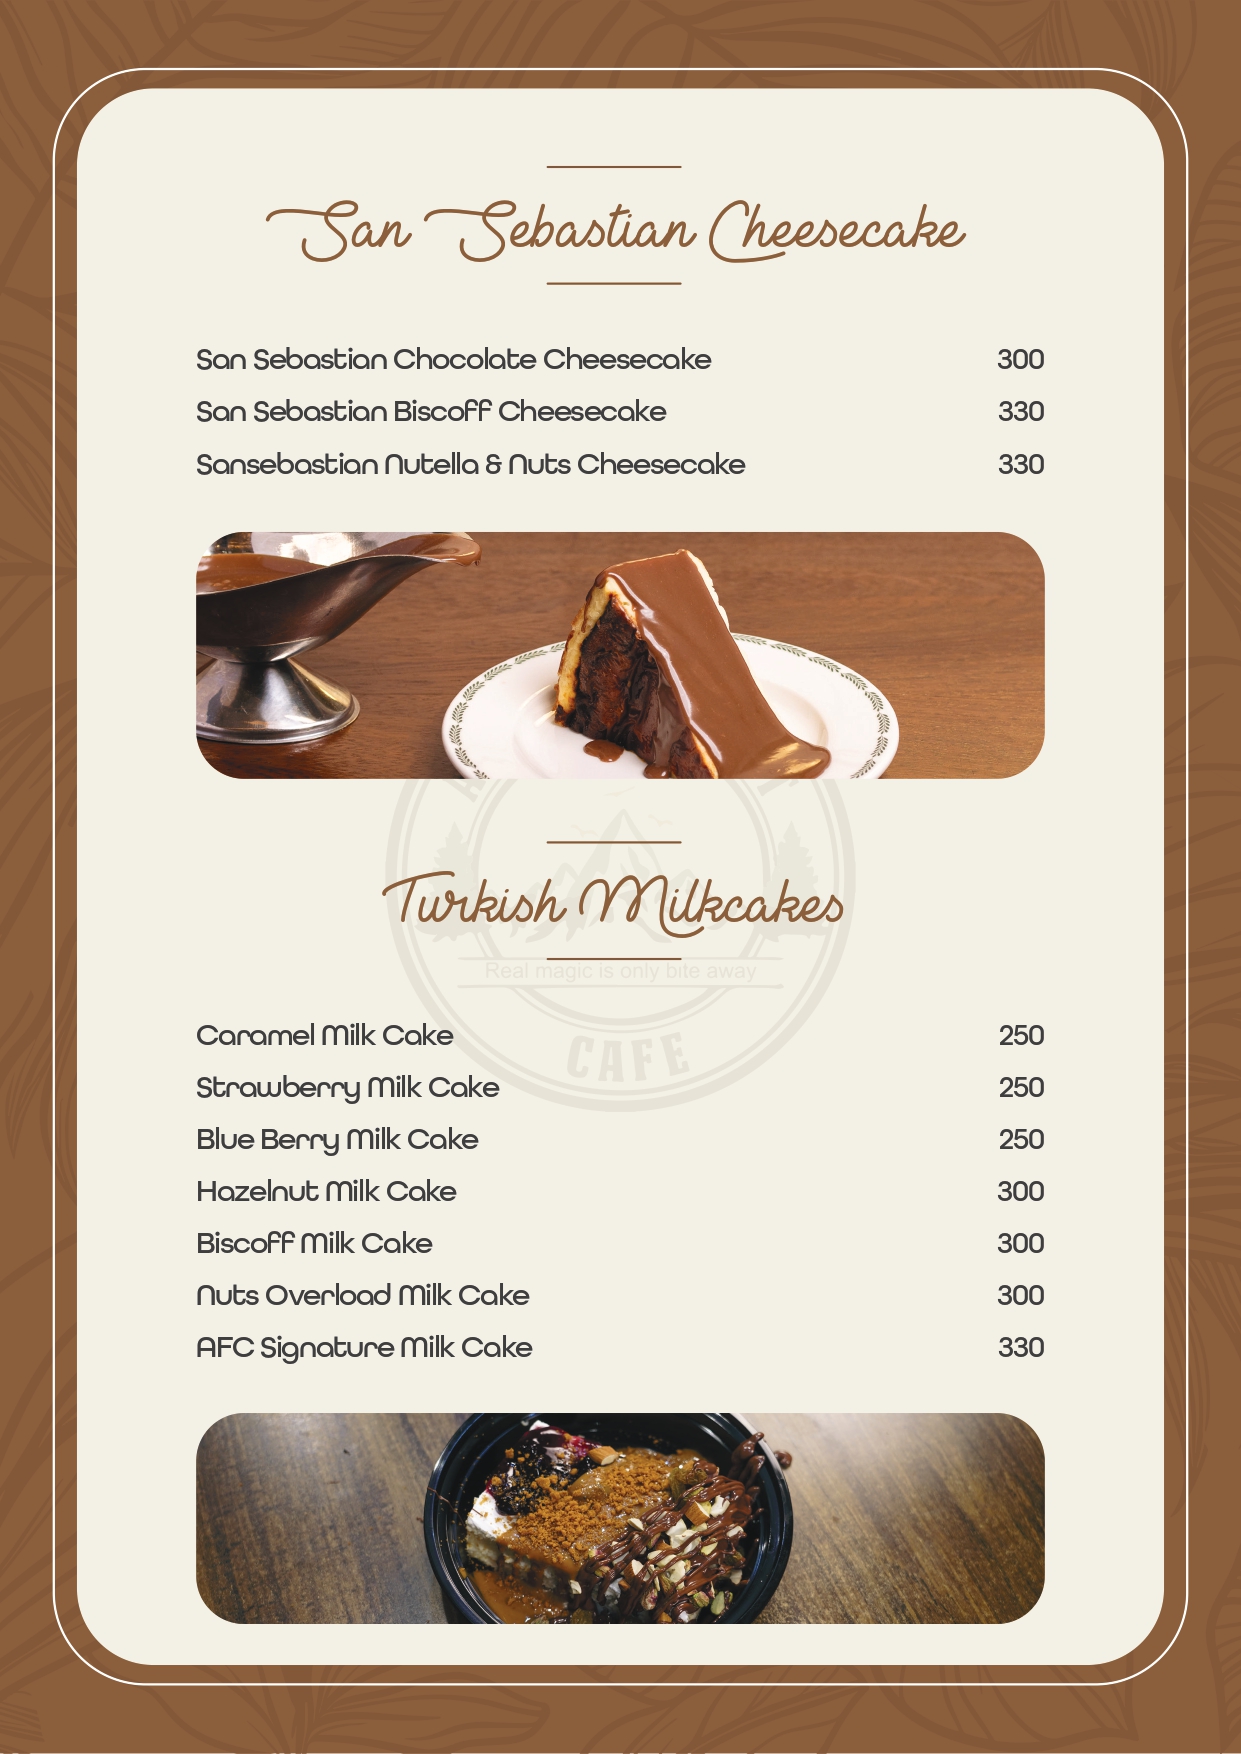 San Sebastian Cheesecake
San Sebastian Chocolate Cheesecake 300
San Sebastian Biscoff Cheesecake 330
Sansebastian Nutella & Nuts Cheesecake 330
Turkish Milkcakes
Real magic is only bite away
CAFE
Caramel Milk Cake 250
Strawberry Milk Cake 250
Blue Berry Milk Cake 250
Hazelnut Milk Cake 300
Biscoff Milk Cake 300
Nuts Overload Milk Cake 300
AFC Signature Milk Cake 330